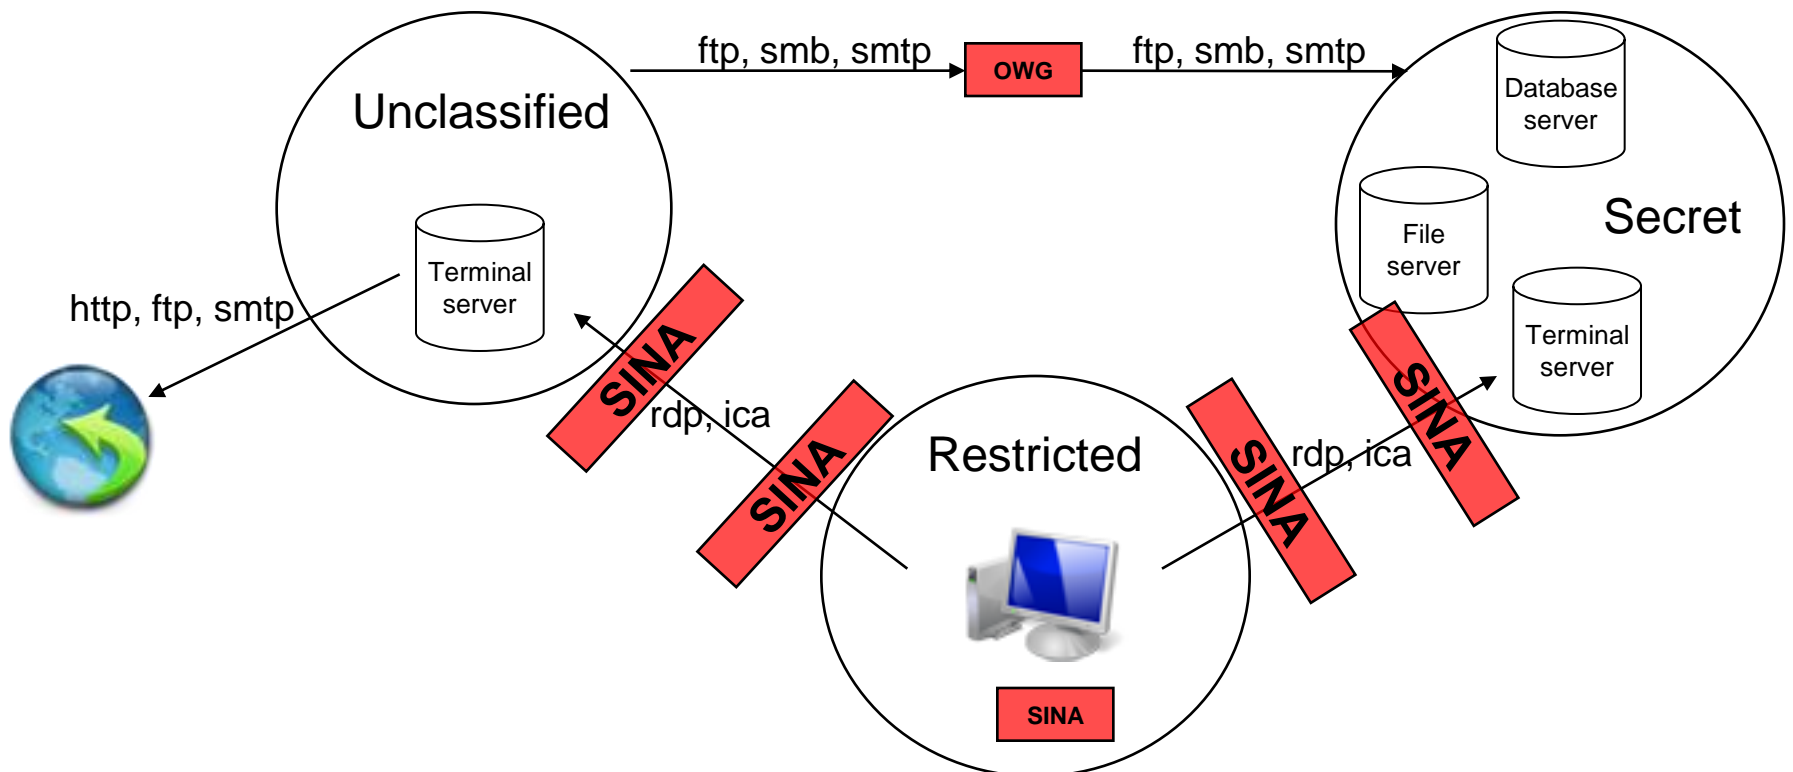 ftp, smb, smtp
OWG
ftp, smb, smtp
Unclassified
Database
server
Secret
File
server
Terminal
server
http, ftp, smtp
Terminal
server
SINA
rdp, ica
SINA
Restricted
SINA
rdp, ica
SINA
SINA